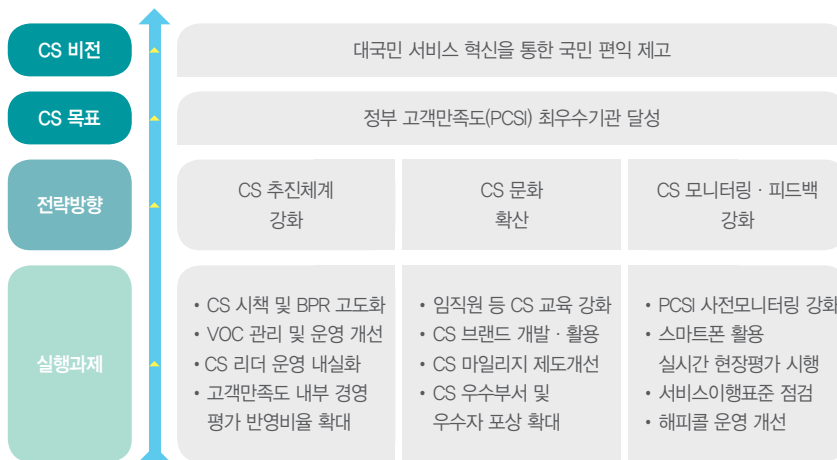 CS 비전
대국민 서비스 혁신을 통한 국민 편익 제고
CS 목표
정부 고객만족도(PCSI) 최우수기관 달성
전략방향
CS 추진체계
강화
CS 문화
확산
CS 모니터링 · 피드백
강화
실행과제
• CS 시책 및 BPR 고도화
• VOC 관리 및 운영 개선
• CS 리더 운영 내실화
• 고객만족도 내부 경영
평가 반영비율 확대
• 임직원 등 CS 교육 강화
• CS 브랜드 개발 · 활용
• CS 마일리지 제도개선
• CS 우수부서 및
우수자 포상 확대
• PCSI 사전모니터링 강화
• 스마트폰 활용
실시간 현장평가 시행
• 서비스이행표준 점검
• 해피콜 운영 개선